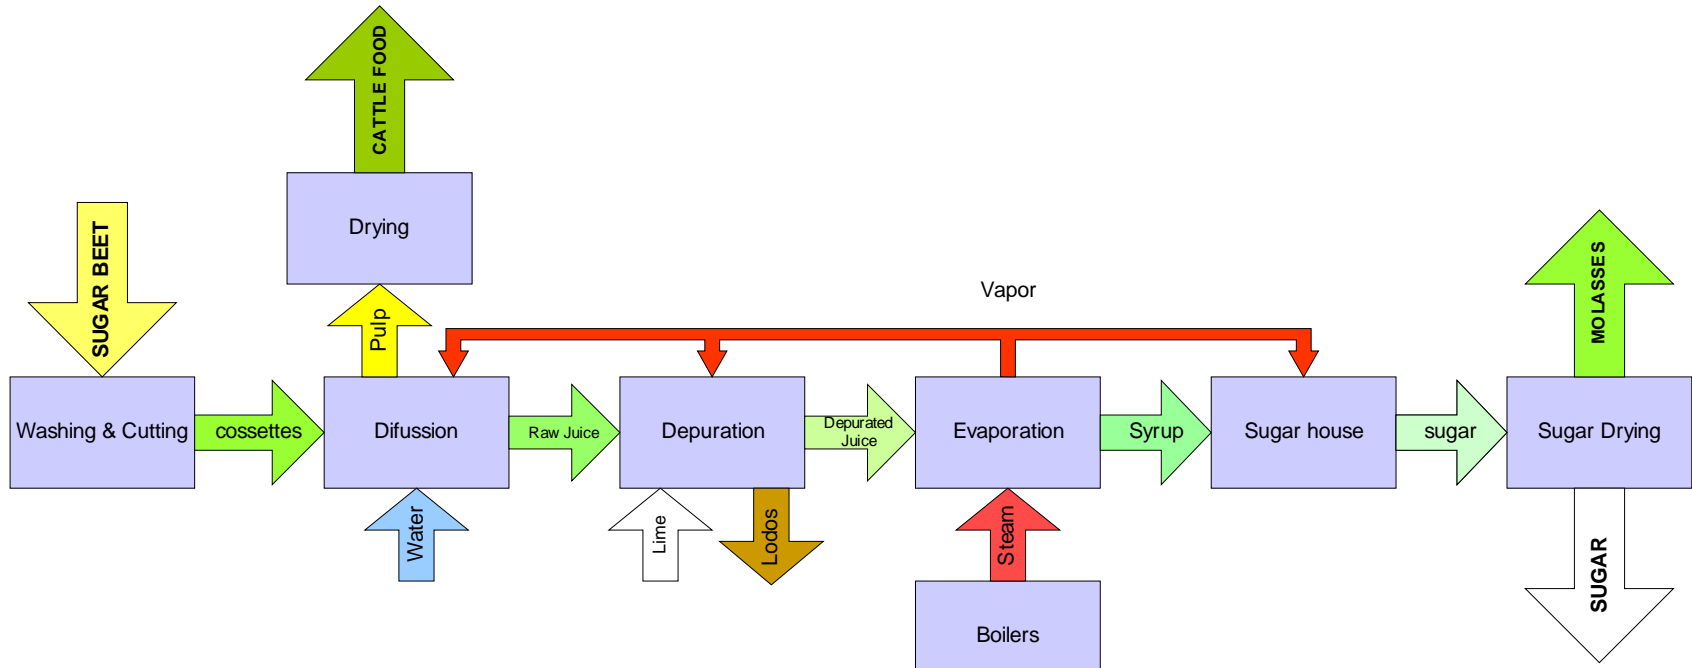 CATTLE FOOD
Drying
SUGAR BEET
Pulp
Vapor
MOLASSES
Washing & Cutting
cossettes
Difussion
Raw Juice
Depuration
Depurated
Juice
Evaporation
Syrup
Sugar house
sugar
Sugar Drying
Water
Lime
Lodos
Steam
SUGAR
Boilers